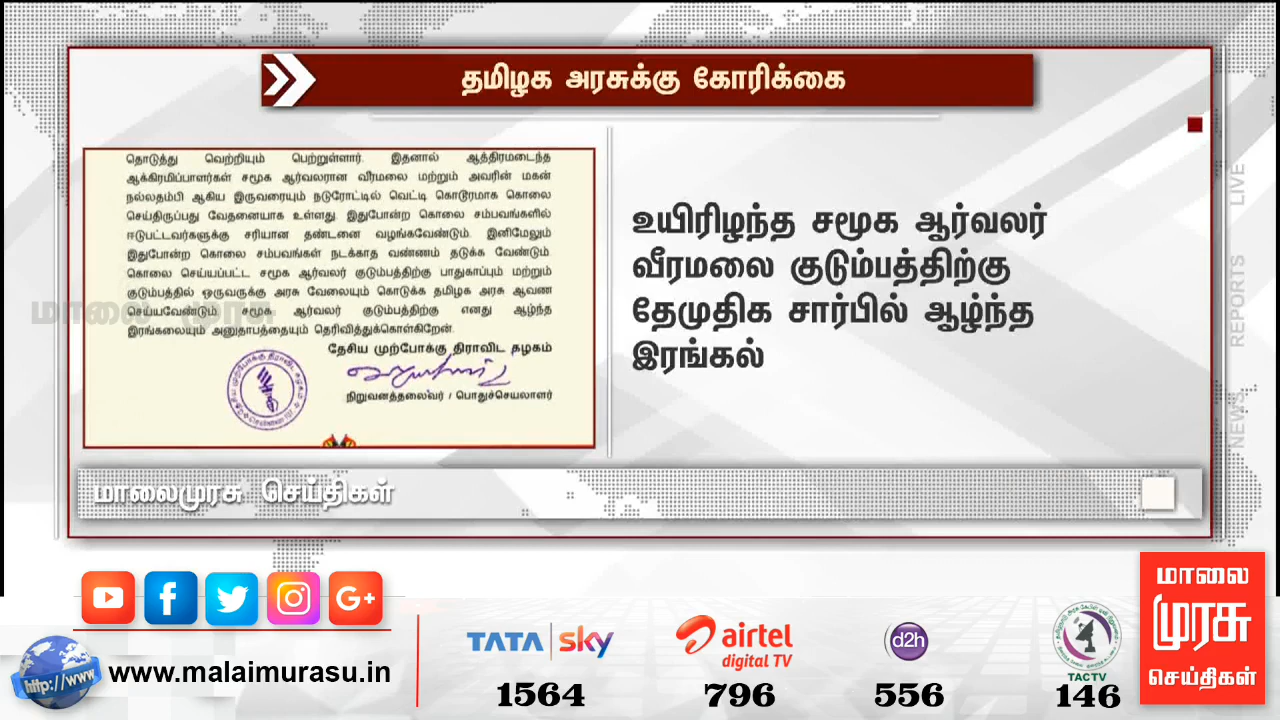 தமிழக அரசுக்கு கோரிக்கை
தொடுத்து வெற்றியும் பெற்றுள்ளார். இதனால் ஆத்திரமடைந்த
ஆக்கிரமிப்பாளர்கள் சமூக ஆர்வலரான வீரமலை மற்றும் அவரின் மகன்
நல்லதம்பி ஆகிய இருவரையும் நடுரோட்டில் வெட்டி கொடூரமாக கொலை
செய்திருப்பது வேதனையாக உள்ளது. இதுபோன்ற கொலை சம்பவங்களில்
ஈடுபட்டவர்களுக்கு சரியான தண்டனை வழங்கவேண்டும். இனிமேலும்
இதுபோன்ற கொலை சம்பவங்கள் நடக்காத வண்ணம் தடுக்க வேண்டும்.
கொலை செய்யப்பட்ட சமூக ஆர்வலர் குடும்பத்திற்கு பாதுகாப்பும் மற்றும்
குடும்பத்தில் ஒருவருக்கு அரசு வேலையும் கொடுக்க தமிழக அரசு ஆவண
செய்யவேண்டும். சமூக ஆர்வலர் குடும்பத்திற்கு எனது ஆழ்ந்த
இரங்கலையும் அனுதாபத்தையும் தெரிவித்துக்கொள்கிறேன்.
தேசிய முற்போக்கு திராவிட கழகம்
நிறுவனத்தலைவர் / பொதுச்செயலாளர்
உயிரிழந்த சமூக ஆர்வலர்
வீரமலை குடும்பத்திற்கு
தேமுதிக சார்பில் ஆழ்ந்த
இரங்கல்
மாலை முரசு
NEWS REPORTS LIVE
மாலைமுரசு செய்திகள்
www.malaimurasu.in
http://www
TATA sky
1564
airtel
digital TV
796
d2h
556
TACTV
146
மாலை
முரசு
செய்திகள்